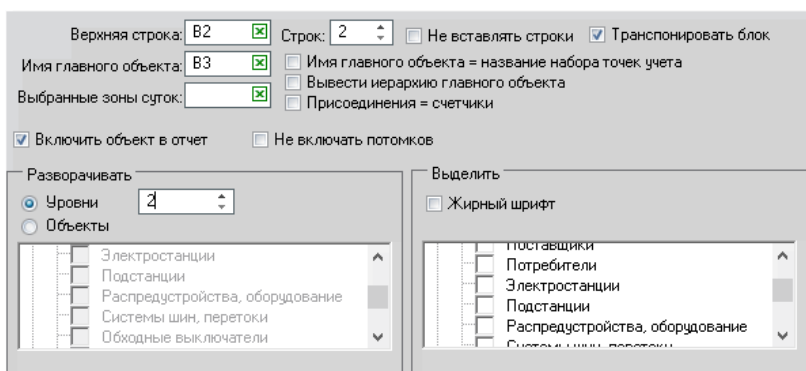 Верхняя строка: B2 Строк: 2 Не вставлять строки Транспонировать блок
Имя главного объекта: B3 Имя главного объекта = название набора точек учета
Вывести иерархию главного объекта
Выбранные зоны суток:
Присоединения = счетчики
Включить объект в отчет Не включать потомков
Разворачивать
Уровни 2
Объекты
Электростанции
Подстанции
Распредустройства, оборудование
Системы шин, перетоки
Обходные выключатели
Выделить
Жирный шрифт
Поставщики
Потребители
Электростанции
Подстанции
Распредустройства, оборудование
Системы шин, перетоки